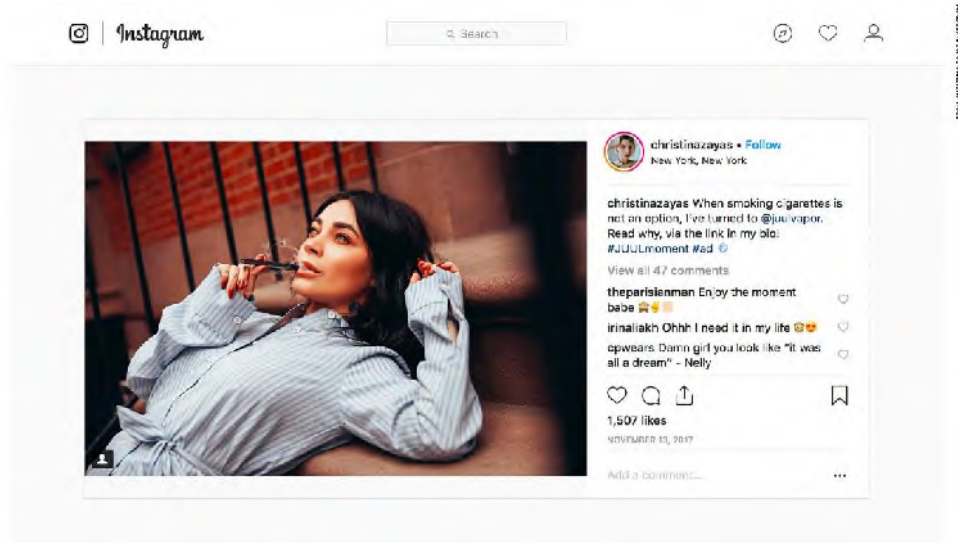 Instagram
Search
christinazayas • Follow
New York, New York
christinazayas When smoking cigarettes is
not an option, I've turned to @juulvapor.
Read why, via the link in my bio!
#JUULmoment #ad
View all 47 comments
theparisianman Enjoy the moment
babe
irinaliakh Ohhh I need it in my life
cpwears Damn girl you look like "it was
all a dream" - Nelly
1,507 likes
NOVEMBER 13, 2017
Add a comment...